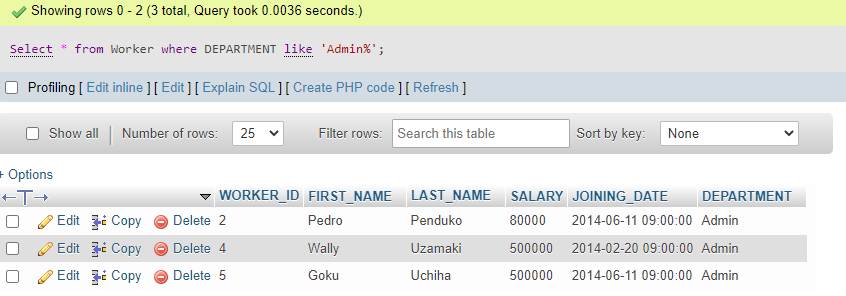 Showing rows 0 - 2 (3 total, Query took 0.0036 seconds.)
Select * from Worker where DEPARTMENT like 'Admin%';
Profiling [ Edit inline ] [ Edit ] [ Explain SQL ] [ Create PHP code ] [ Refresh ]
Show all | Number of rows: 25 Filter rows: Search this table Sort by key: None
+ Options
←T→ WORKER_ID FIRST_NAME LAST_NAME SALARY JOINING_DATE DEPARTMENT
Edit Copy Delete 2 Pedro Penduko 80000 2014-06-11 09:00:00 Admin
Edit Copy Delete 4 Wally Uzamaki 500000 2014-02-20 09:00:00 Admin
Edit Copy Delete 5 Goku Uchiha 500000 2014-06-11 09:00:00 Admin